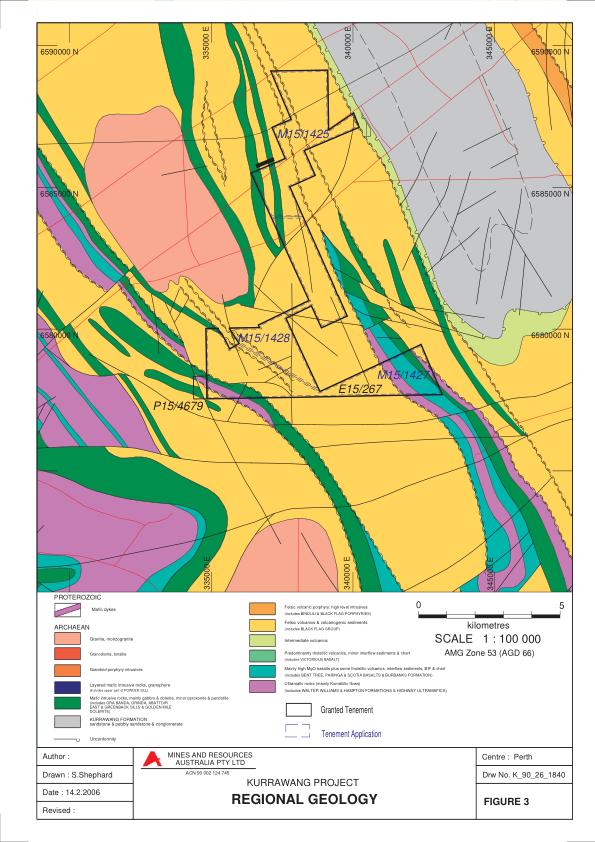 335000 E
340000 E
345000 E
6590000 N
6590000 N
M15/1425
6585000 N
6585000 N
6580000 N
6580000 N
M15/1428
M15/1427
E15/267
P15/4679
335000 E
340000 E
345000 E
PROTEROZOIC
Mafic dykes
ARCHAEAN
Granite, monzogranite
Granodiorite, tonalite
Granitoid porphyry intrusives
Layered mafic intrusive rocks, granophyre
(includes upper part of POWDER SILL)
Mafic intrusive rocks, mainly gabbro & dolerite, minor pyroxenite & peridotite
(includes ORA BANDA, ORINDA, ABATTOIR
EAST & GREENBACK SILLS & GOLDEN MILE
DOLERITE)
KURRAWANG FORMATION
sandstone & pebbly sandstone & conglomerate
Unconformity
Felsic volcanic porphyry, high level intrusives
(includes BINDULI & BLACK FLAG PORPHYRIES)
Felsic volcanics & volcanogenic sediments
(includes BLACK FLAG GROUP)
Intermediate volcanics
Predominantly tholeiitic volcanics, minor interflow sediments & chert
(includes VICTORIOUS BASALT)
Mainly high MgO basalts plus some tholeiitic volcanics, interflow sediments, BIF & chert
(includes BENT TREE, PARINGA & SCOTIA BASALTS & BURBANKS FORMATION)
Ultramafic rocks (mainly Komatiitic flows)
(includes WALTER WILLIAMS & HAMPTON FORMATIONS & HIGHWAY ULTRAMAFICS)
Granted Tenement
Tenement Application
0 5
kilometres
SCALE 1 : 100 000
AMG Zone 53 (AGD 66)
Author :
Drawn : S.Shephard
Date : 14.2.2006
Revised :
MINES AND RESOURCES
AUSTRALIA PTY LTD
ACN 90 002 124 745
KURRAWANG PROJECT
REGIONAL GEOLOGY
Centre : Perth
Drw No. K_90_26_1840
FIGURE 3